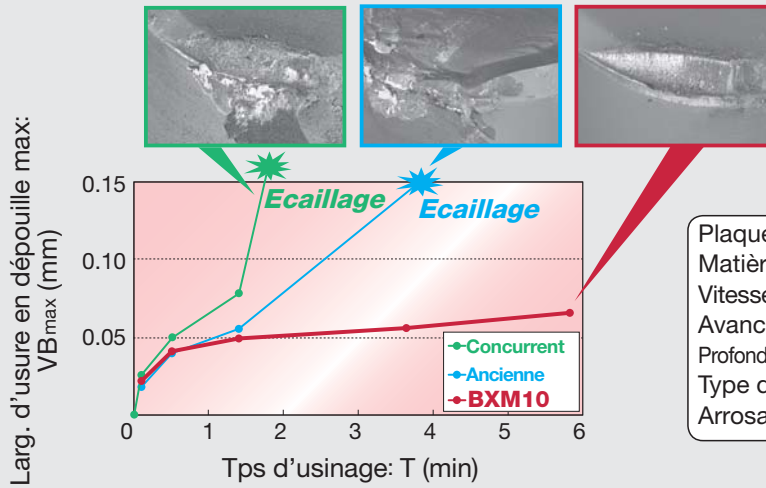 Larg. d'usure en dépouille max:
VBmax (mm)
0.15
0.10
0.05
0
Ecaillage
Ecaillage
Concurrent
Ancienne
BXM10
0 1 2 3 4 5 6
Tps d'usinage: T (min)
Plaque
Matièr
Vitesse
Avanc
Profond
Type d
Arrosa